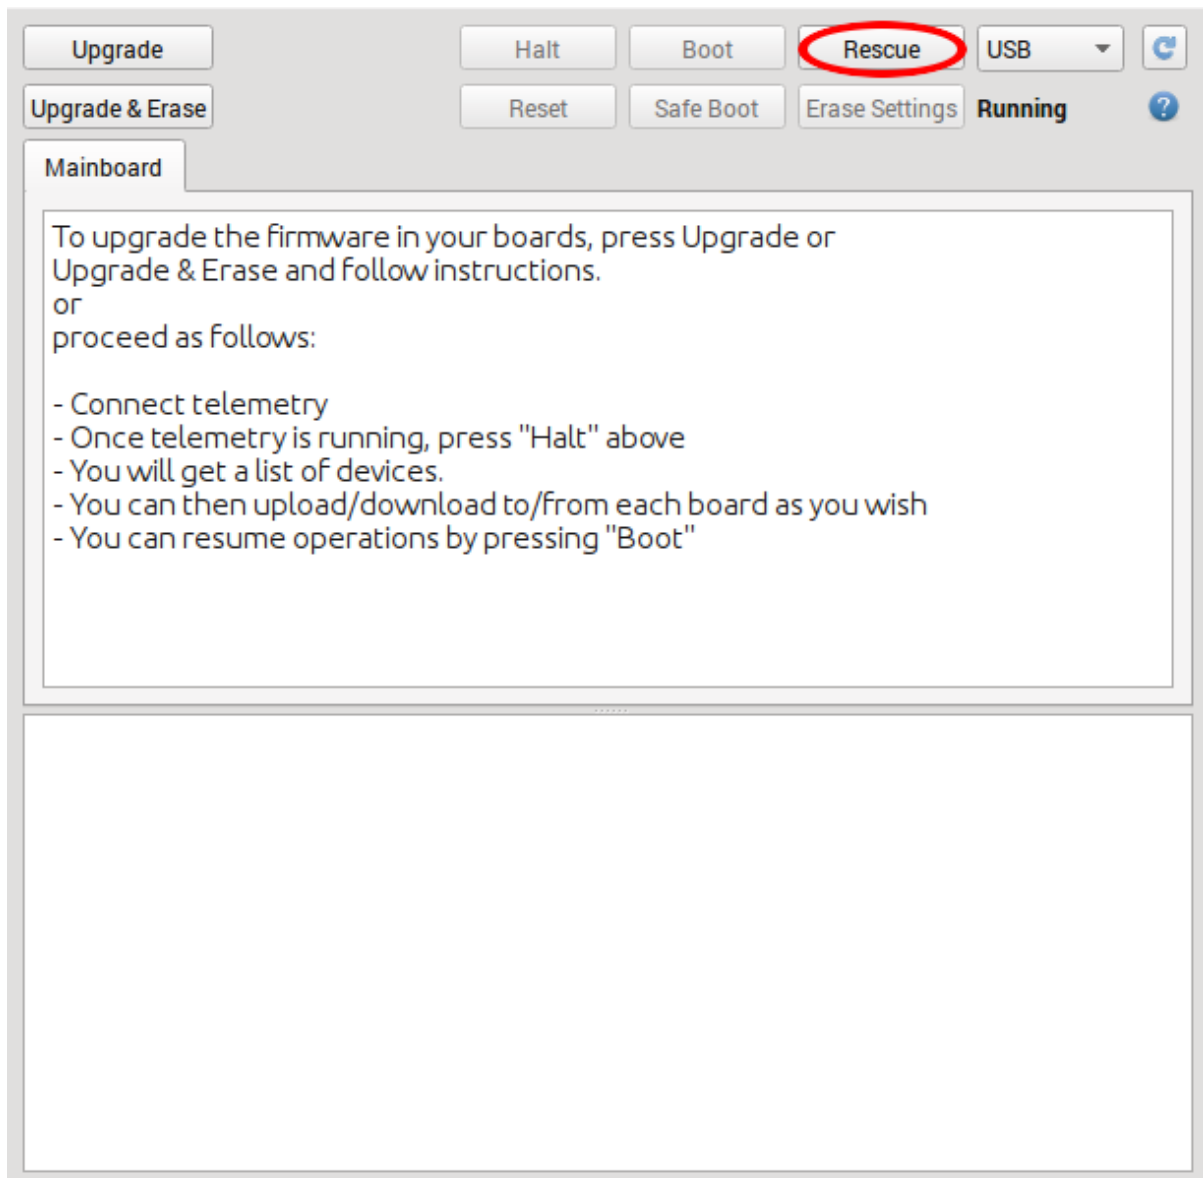 Upgrade Halt Boot Rescue USB
Upgrade & Erase Reset Safe Boot Erase Settings Running
Mainboard
To upgrade the firmware in your boards, press Upgrade or
Upgrade & Erase and follow instructions.
or
proceed as follows:
- Connect telemetry
- Once telemetry is running, press "Halt" above
- You will get a list of devices.
- You can then upload/download to/from each board as you wish
- You can resume operations by pressing "Boot"